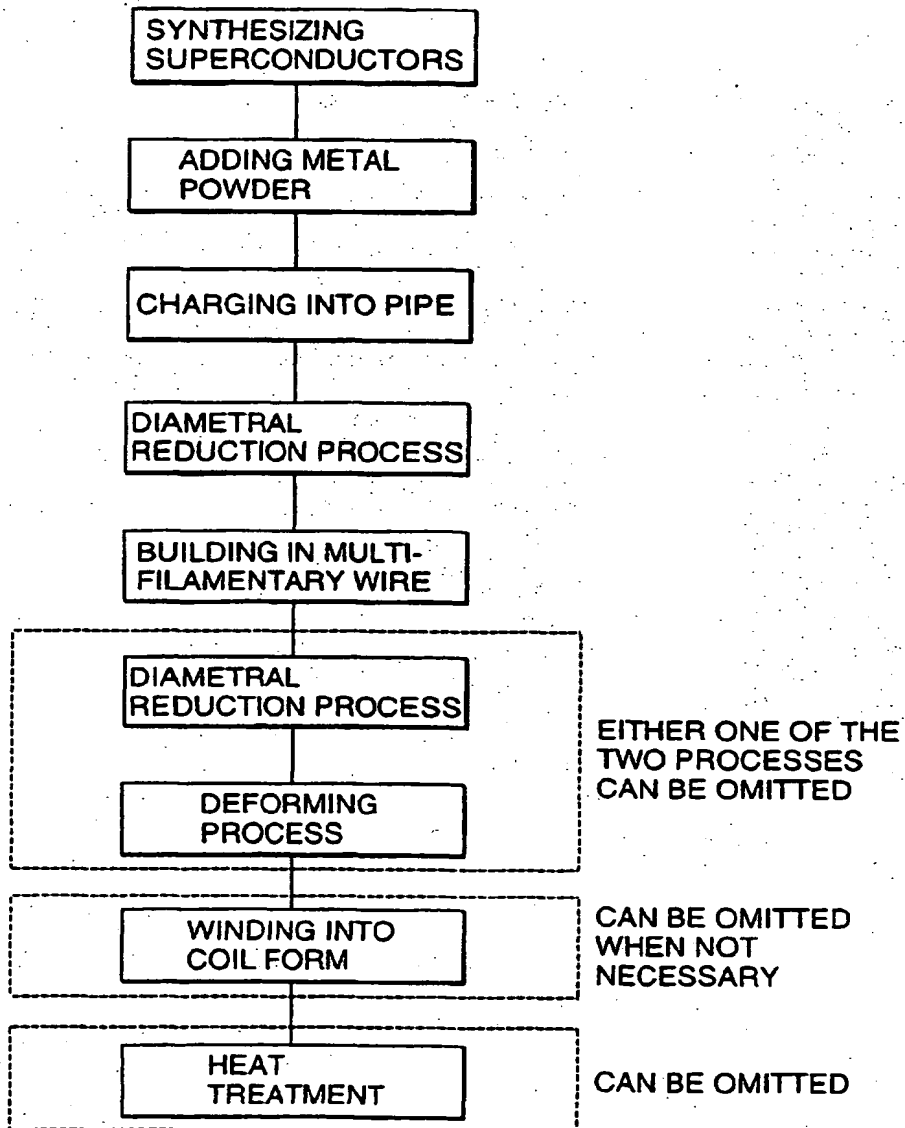 SYNTHESIZING
SUPERCONDUCTORS
ADDING METAL
POWDER
CHARGING INTO PIPE
DIAMETRAL
REDUCTION PROCESS
BUILDING IN MULTI-
FILAMENTARY WIRE
DIAMETRAL
REDUCTION PROCESS
DEFORMING
PROCESS
EITHER ONE OF THE
TWO PROCESSES
CAN BE OMITTED
WINDING INTO
COIL FORM
CAN BE OMITTED
WHEN NOT
NECESSARY
HEAT
TREATMENT
CAN BE OMITTED